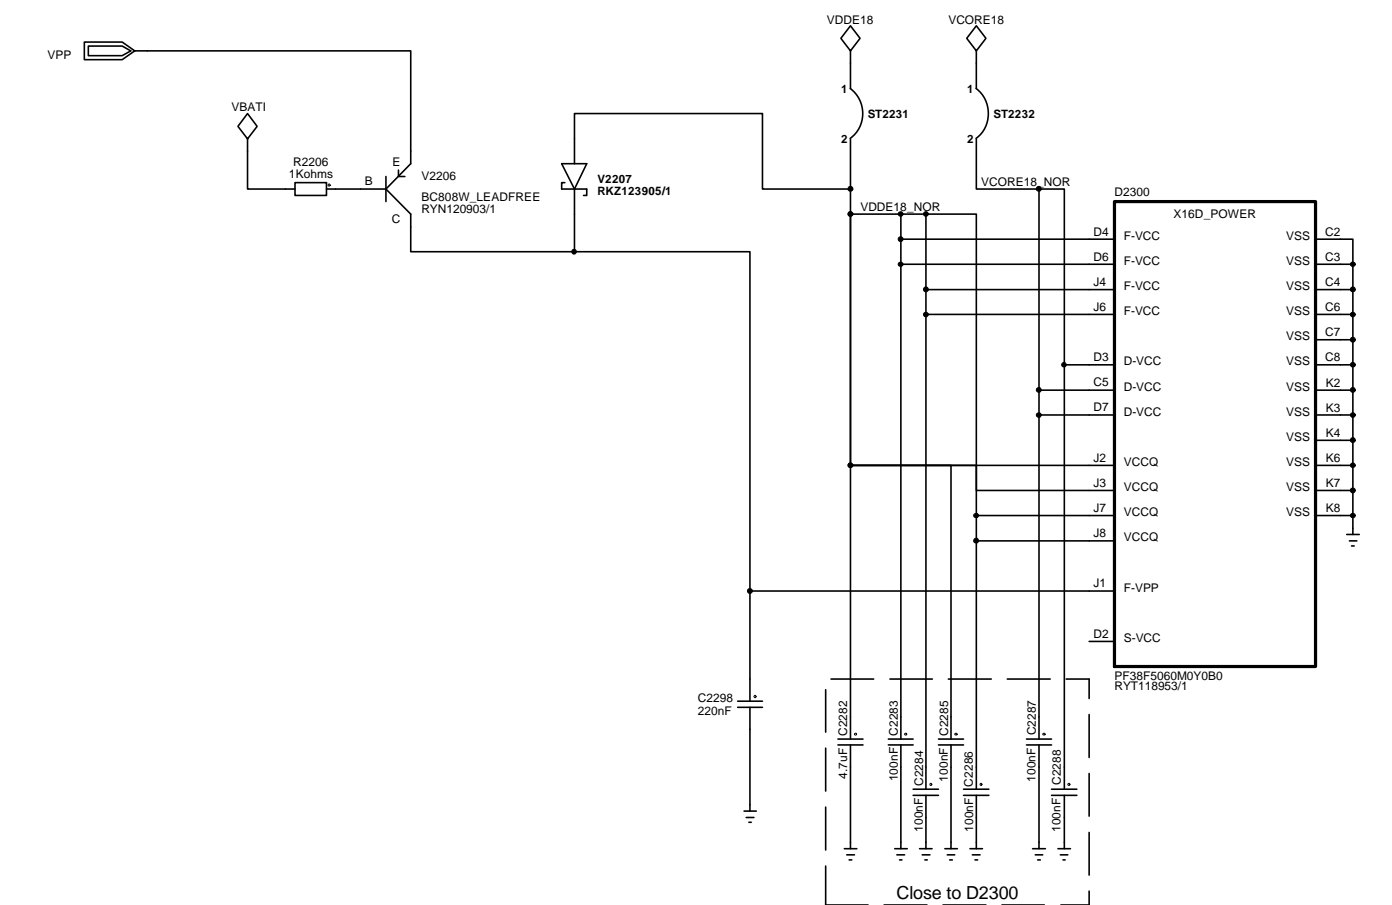 VDDE18
VCORE18
VPP
1
ST2231
2
1
ST2232
2
VBATI
R2206
1Kohms
B
E
C
V2206
BC808W_LEADFREE
RYN120903/1
V2207
RKZ123905/1
VCORE18_NOR
VDDE18_NOR
D2300
X16D_POWER
D4 F-VCC VSS C2
D6 F-VCC VSS C3
J4 F-VCC VSS C4
J6 F-VCC VSS C6
VSS C7
D3 D-VCC VSS C8
C5 D-VCC VSS K2
D7 D-VCC VSS K3
VSS K4
J2 VCCQ VSS K6
J3 VCCQ VSS K7
J7 VCCQ VSS K8
J8 VCCQ
J1 F-VPP
D2 S-VCC
PF38F5060M0Y0B0
RYT118953/1
C2298
220nF
C2282
4.7uF
C2283
100nF
C2284
100nF
C2285
100nF
C2286
100nF
C2287
100nF
C2288
100nF
Close to D2300